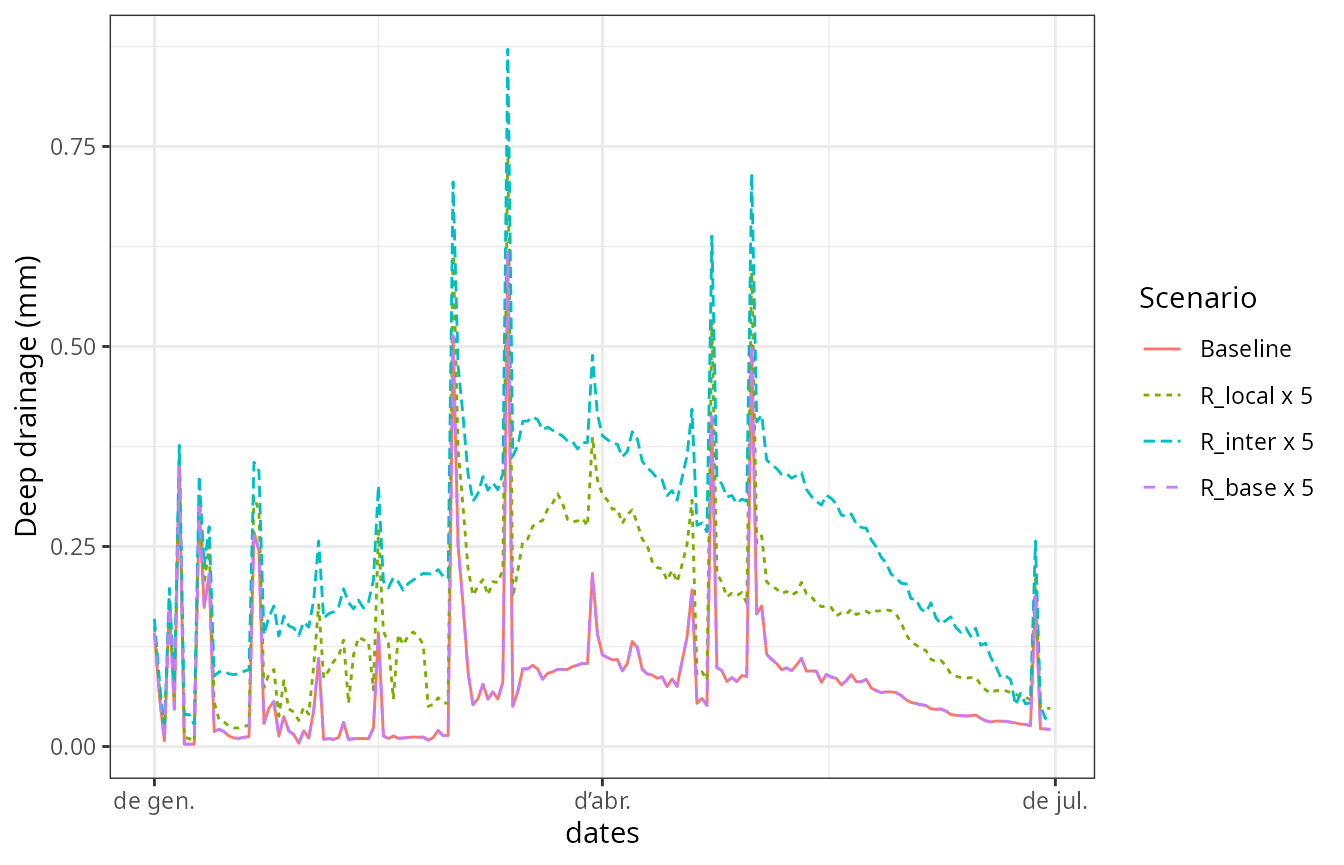 Deep drainage (mm)
0.75
0.50
0.25
0.00
de gen.
d’abr.
de jul.
dates
Scenario
Baseline
R_local x 5
R_inter x 5
R_base x 5